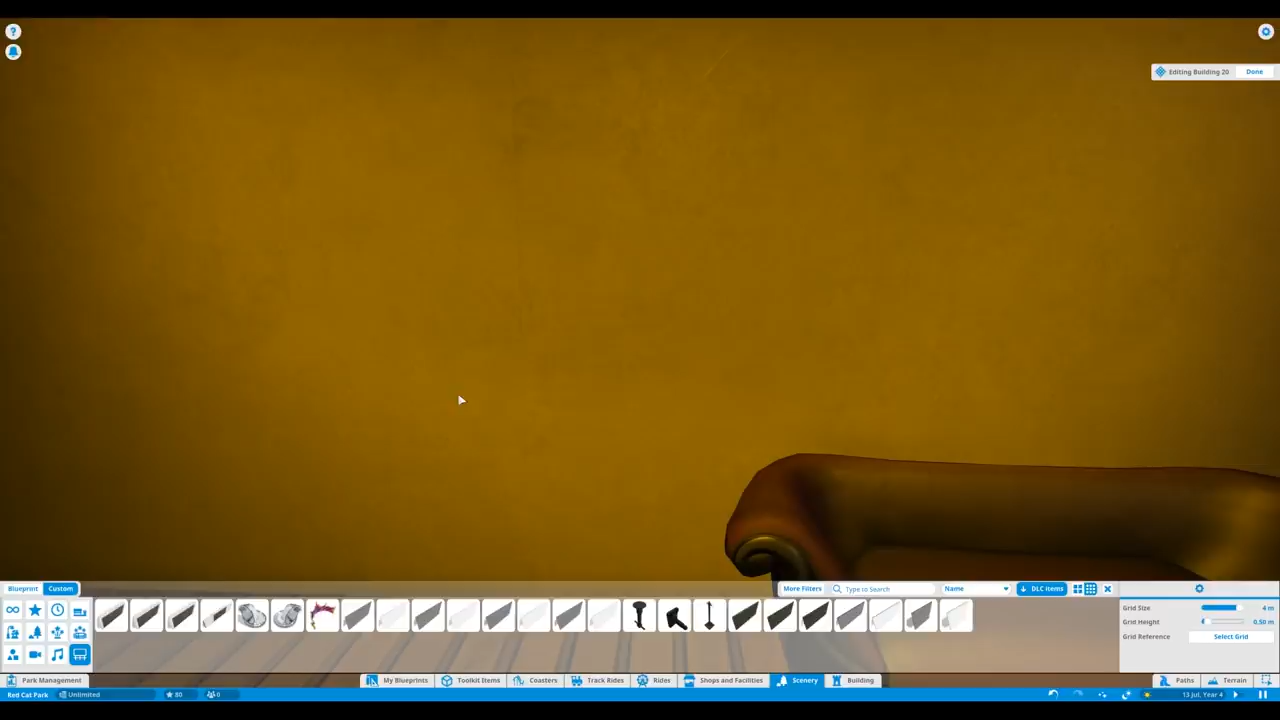 ?
Editing Building 20 Done
Blueprint Custom More Filters Type to Search Name DLC Items
Grid Size 4 m
Grid Height 0.50 m
Grid Reference Select Grid
Park Management My Blueprints Toolkit Items Coasters Track Rides Rides Shops and Facilities Scenery Building Paths Terrain
Red Cat Park Unlimited 80 0 13 Jul, Year 4